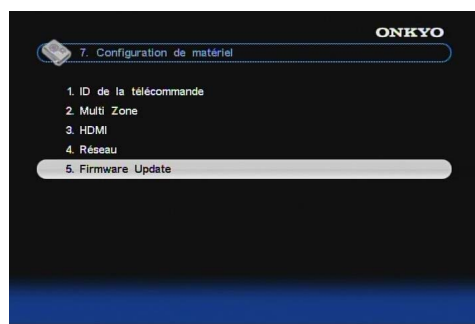 ONKYO
7. Configuration de matériel
1. ID de la télécommande
2. Multi Zone
3. HDMI
4. Réseau
5. Firmware Update